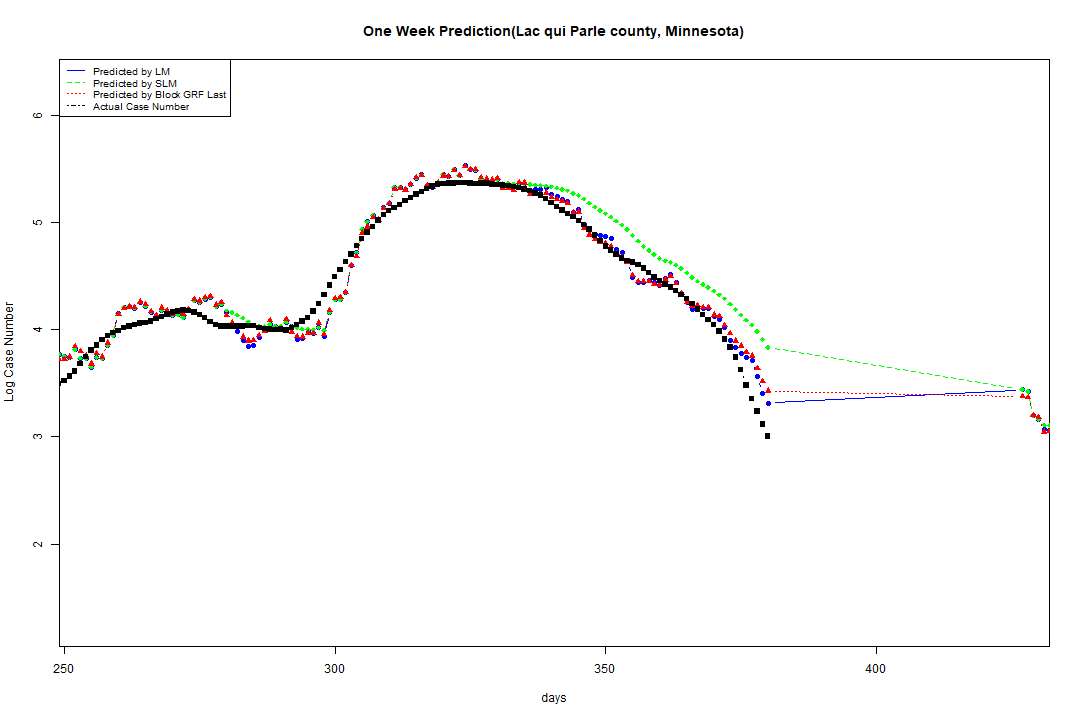 One Week Prediction(Lac qui Parle county, Minnesota)
Predicted by LM
Predicted by SLM
Predicted by Block GRF Last
Actual Case Number
Log Case Number
6
5
4
3
2
250 300 350 400
days